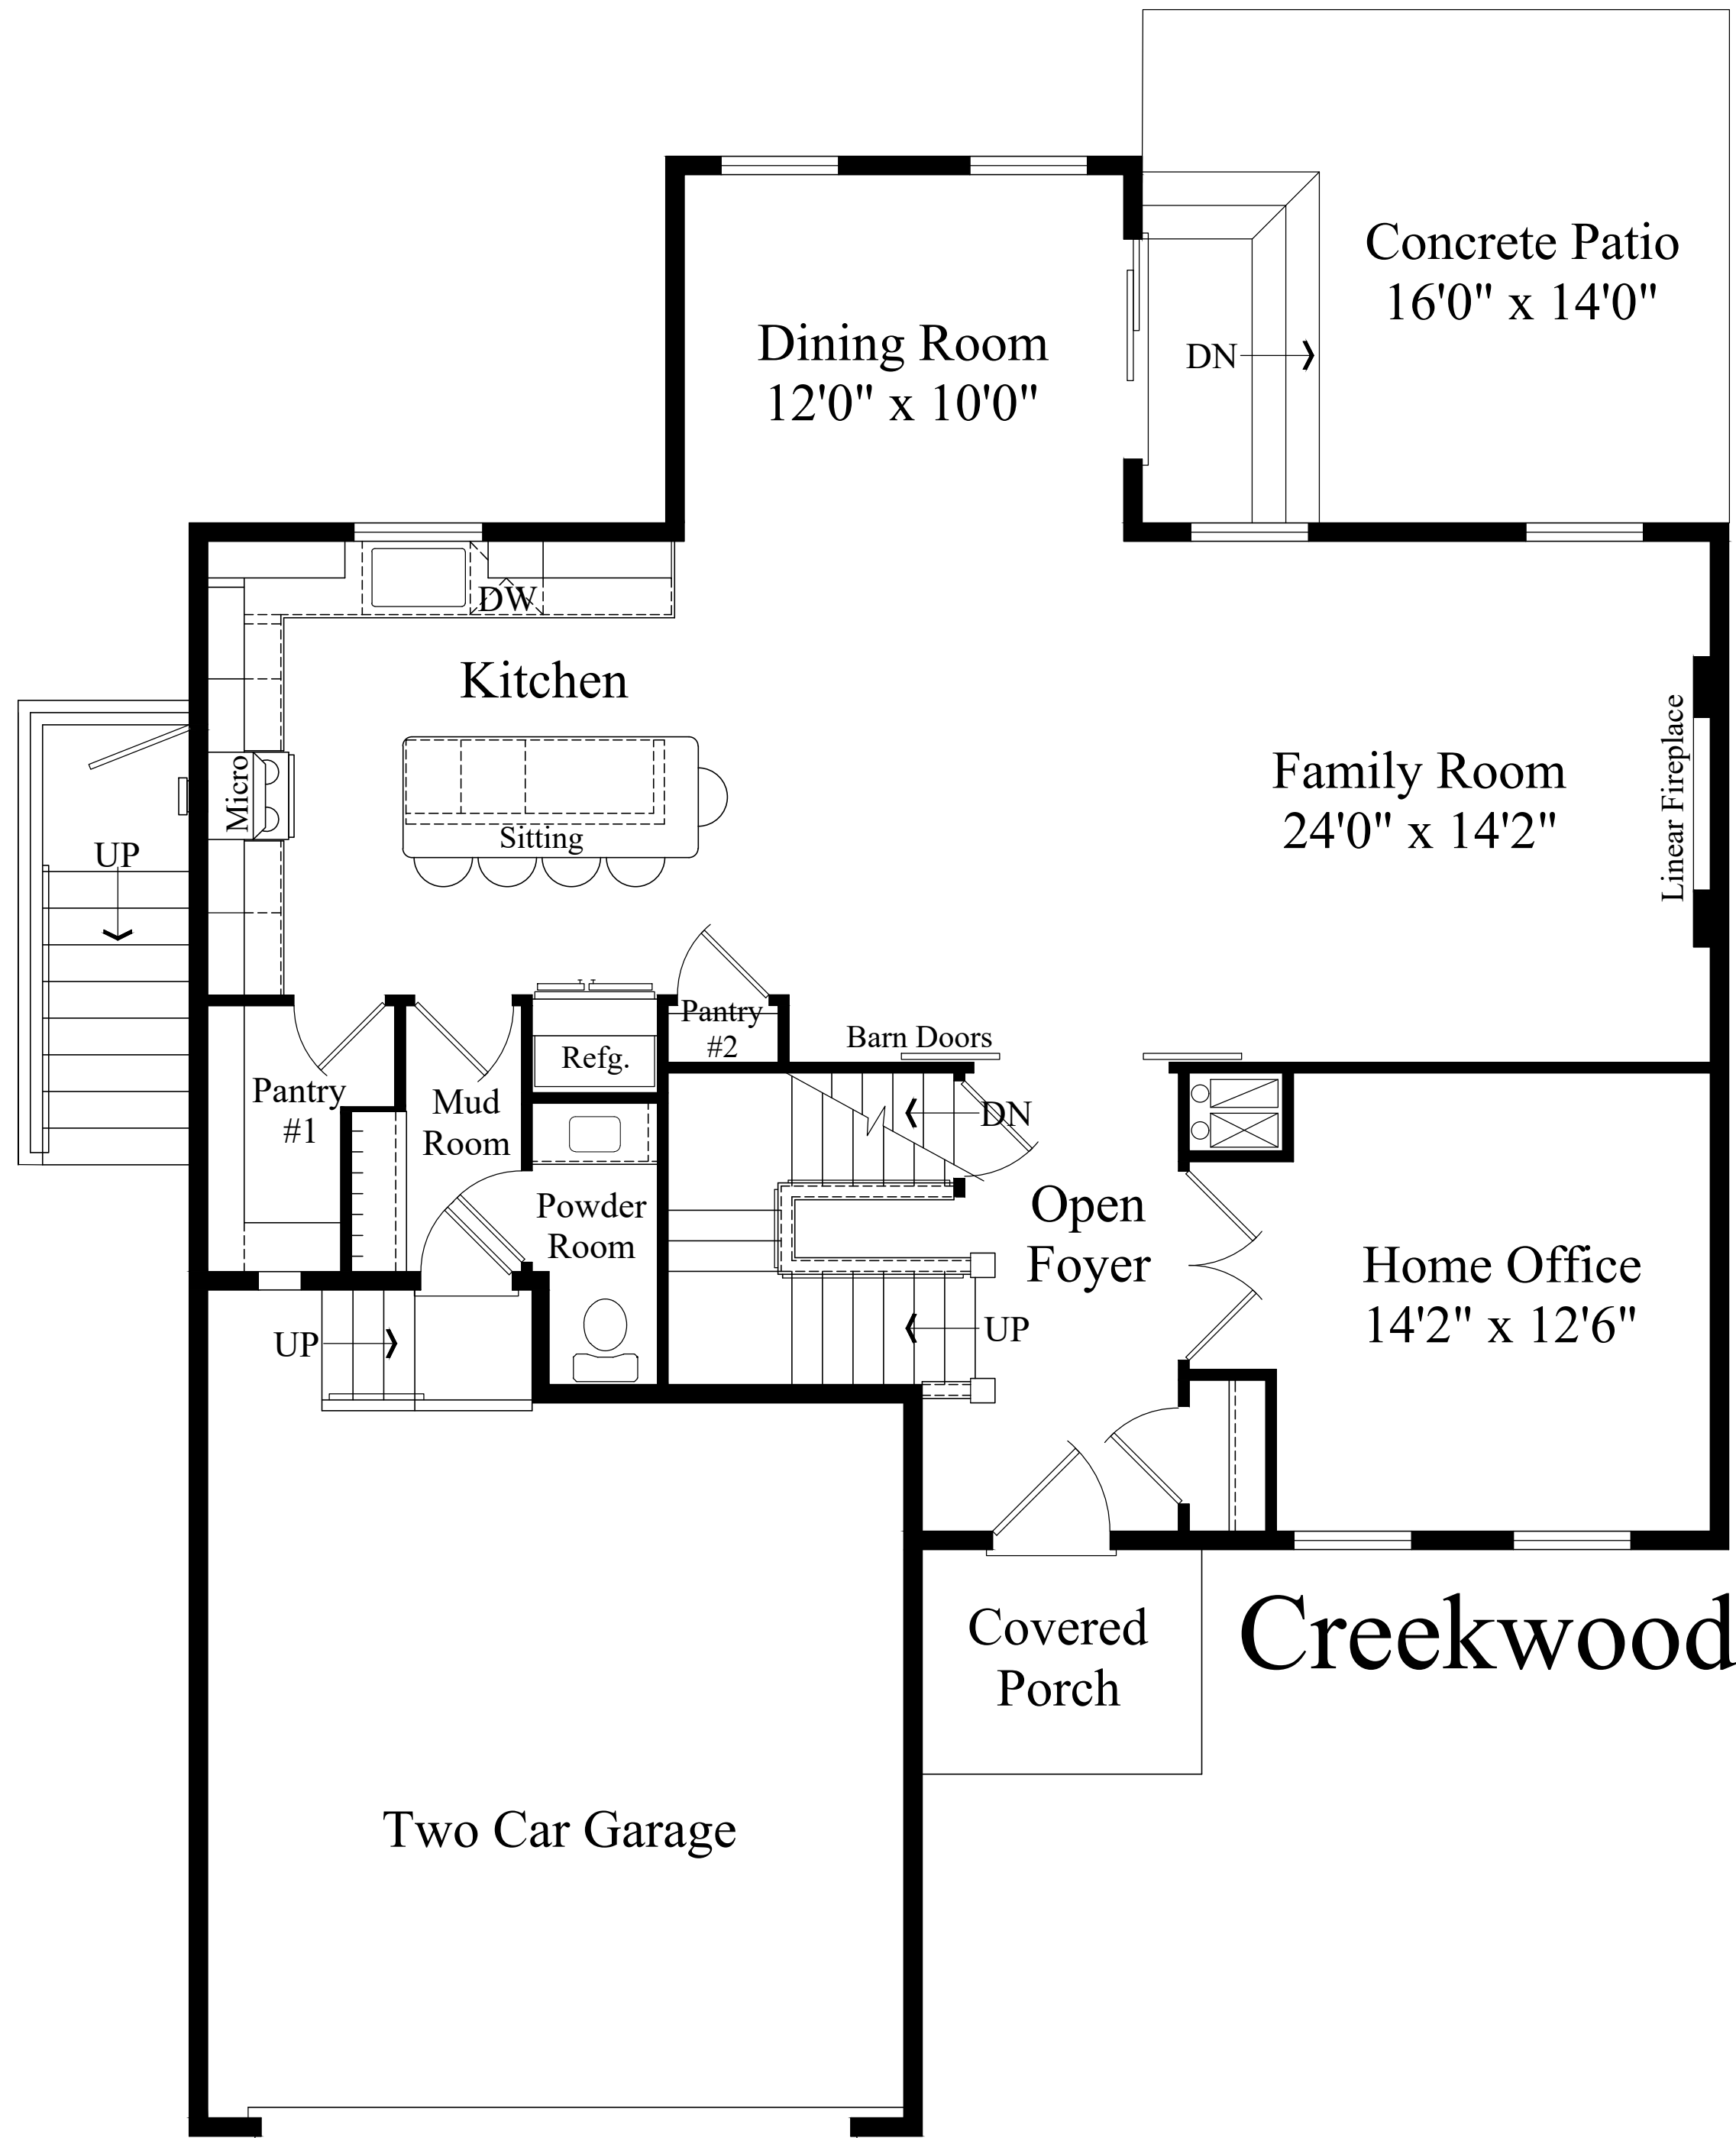 Concrete Patio
16'0" x 14'0"
DN
Dining Room
12'0" x 10'0"
DW
Kitchen
Micro
Sitting
UP
Family Room
24'0" x 14'2"
Linear Fireplace
Pantry
#1
Mud
Room
Refg.
Pantry
#2
Barn Doors
DN
Powder
Room
Open
Foyer
Home Office
14'2" x 12'6"
UP
UP
Covered
Porch
Creekwood
Two Car Garage